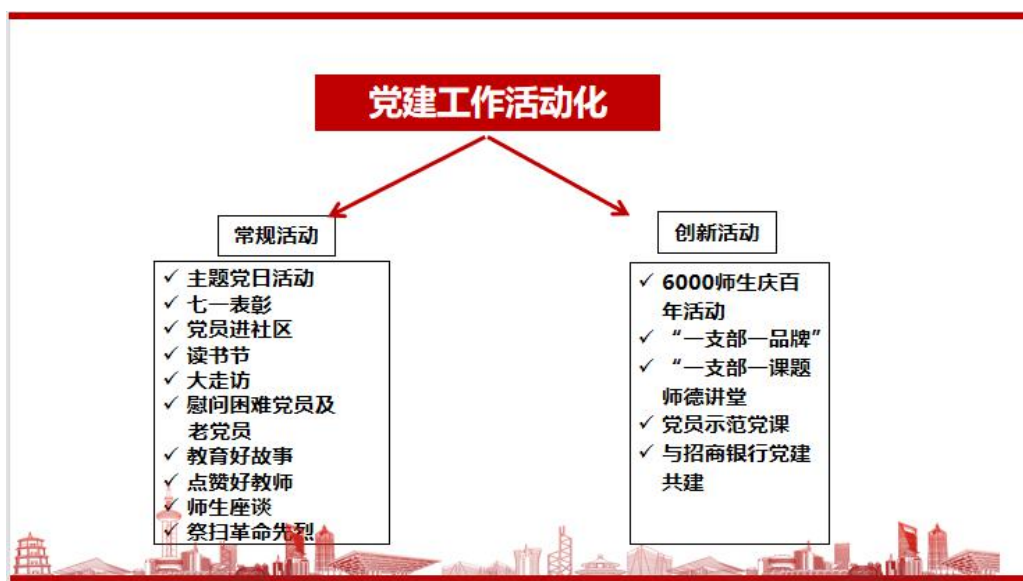 党建工作活动化
常规活动
✓ 主题党日活动
✓ 七一表彰
✓ 党员进社区
✓ 读书节
✓ 大走访
✓ 慰问困难党员及
老党员
✓ 教育好故事
✓ 点赞好教师
✓ 师生座谈
✓ 祭扫革命先烈
创新活动
✓ 6000师生庆百
年活动
✓ “一支部一品牌”
✓ “一支部一课题
师德讲堂
✓ 党员示范党课
✓ 与招商银行党建
共建